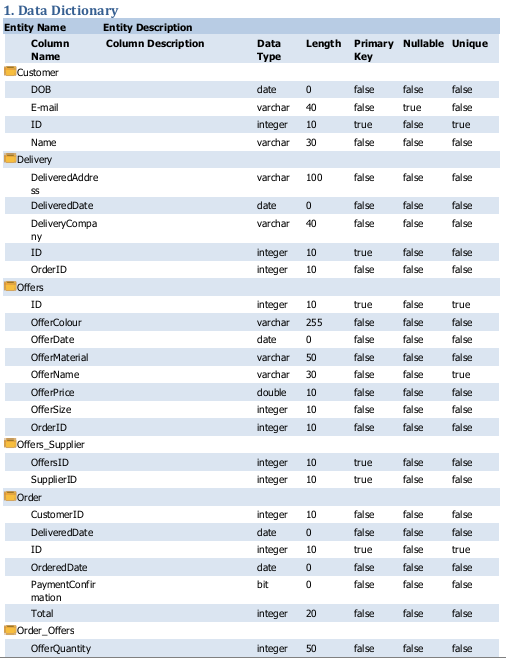 1. Data Dictionary
Entity Name Entity Description
Column Name Column Description Data Type Length Primary Key Nullable Unique
Customer
DOB date 0 false false false
E-mail varchar 40 false true false
ID integer 10 true false true
Name varchar 30 false false false
Delivery
DeliveredAddre
ss varchar 100 false false false
DeliveredDate date 0 false false false
DeliveryCompa
ny varchar 40 false false false
ID integer 10 true false false
OrderID integer 10 false false false
Offers
ID integer 10 true false true
OfferColour varchar 255 false false false
OfferDate date 0 false false false
OfferMaterial varchar 50 false false false
OfferName varchar 30 false false true
OfferPrice double 10 false false false
OfferSize integer 10 false false false
OrderID integer 10 false false false
Offers_Supplier
OffersID integer 10 true false false
SupplierID integer 10 true false false
Order
CustomerID integer 10 false false false
DeliveredDate date 0 false false false
ID integer 10 true false true
OrderedDate date 0 false false false
PaymentConfir
mation bit 0 false false false
Total integer 20 false false false
Order_Offers
OfferQuantity integer 50 false false false